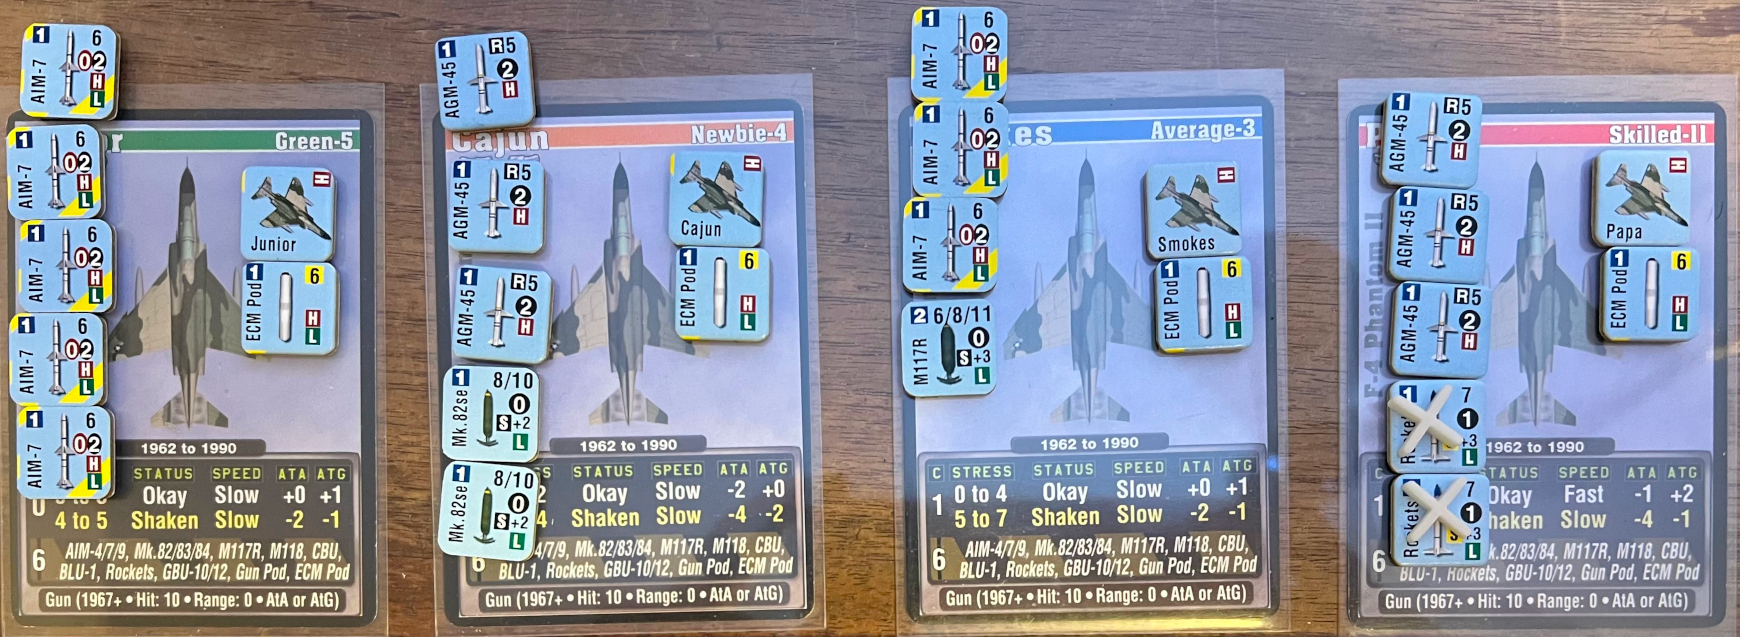 1 6
AIM-7
02
H
L
1 6
AIM-7
02
H
L
1 6
AIM-7
02
H
L
1 6
AIM-7
02
H
L
1 6
AIM-7
02
H
L
r Green-5
H
Junior
1 6
ECM Pod
H
L
1962 to 1990
STATUS SPEED ATA ATG
0 Okay Slow +0 +1
4 to 5 Shaken Slow -2 -1
6 AIM-4/7/9, Mk.82/83/84, M117R, M118, CBU,
BLU-1, Rockets, GBU-10/12, Gun Pod, ECM Pod
Gun (1967+ • Hit: 10 • Range: 0 • AtA or AtG)
1 R5
AGM-45
2
H
Cajun Newbie-4
1 R5
AGM-45
2
H
1 R5
AGM-45
2
H
1 8/10
Mk.82se
0
S+2
L
1 8/10
Mk.82se
0
S+2
L
H
Cajun
1 6
ECM Pod
H
L
1962 to 1990
SS STATUS SPEED ATA ATG
2 Okay Slow -2 +0
4 Shaken Slow -4 -2
6 4/7/9, Mk.82/83/84, M117R, M118, CBU,
BLU-1, Rockets, GBU-10/12, Gun Pod, ECM Pod
Gun (1967+ • Hit: 10 • Range: 0 • AtA or AtG)
1 6
AIM-7
02
H
L
1 6
AIM-7
02
H
L
1 6
AIM-7
02
H
L
2 6/8/11
M117R
0
S+3
L
kes Average-3
H
Smokes
1 6
ECM Pod
H
L
1962 to 1990
C STRESS STATUS SPEED ATA ATG
1 0 to 4 Okay Slow +0 +1
5 to 7 Shaken Slow -2 -1
6 AIM-4/7/9, Mk.82/83/84, M117R, M118, CBU,
BLU-1, Rockets, GBU-10/12, Gun Pod, ECM Pod
Gun (1967+ • Hit: 10 • Range: 0 • AtA or AtG)
1 R5
AGM-45
2
H
P Skilled-II
1 R5
AGM-45
2
H
1 R5
AGM-45
2
H
F-4 Phantom II
1 7
1
+3
L
1 7
1
+3
L
H
Papa
1 6
ECM Pod
H
L
1962 to 1990
C STATUS SPEED ATA ATG
1 Okay Fast -1 +2
haken Slow -4 -1
6 k.82/83/84, M117R, M118, CBU,
BLU-1, Rockets, GBU-10/12, Gun Pod, ECM Pod
Gun (1967+ • Hit: 10 • Range: 0 • AtA or AtG)